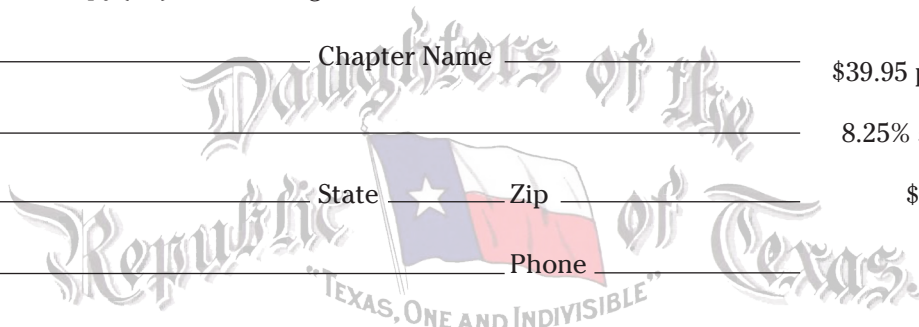 Chapter Name
$39.95
8.25%
State Zip $
Phone
Daughters of the
Republic of Texas.
"TEXAS, ONE AND INDIVISIBLE"